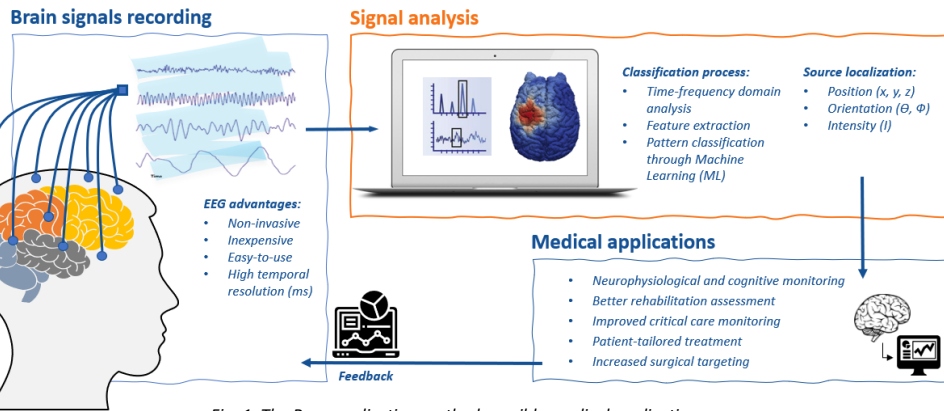 Brain signals recording
Time
EEG advantages:
• Non-invasive
• Inexpensive
• Easy-to-use
• High temporal
resolution (ms)
Signal analysis
Classification process:
• Time-frequency domain
analysis
• Feature extraction
• Pattern classification
through Machine
Learning (ML)
Source localization:
• Position (x, y, z)
• Orientation (Θ, Φ)
• Intensity (I)
Medical applications
• Neurophysiological and cognitive monitoring
• Better rehabilitation assessment
• Improved critical care monitoring
• Patient-tailored treatment
• Increased surgical targeting
Feedback